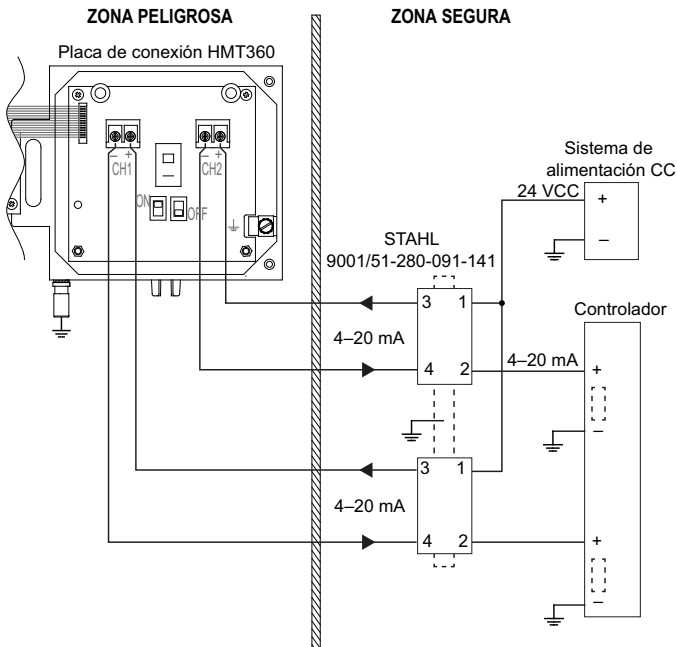 ZONA PELIGROSA
ZONA SEGURA
Placa de conexión HMT360
– +
CH1
– +
CH2
ON
OFF
Sistema de
alimentación CC
24 VCC
+
–
STAHL
9001/51-280-091-141
3 1
4–20 mA
4 2
4–20 mA
Controlador
+
–
3 1
4–20 mA
4 2
+
–